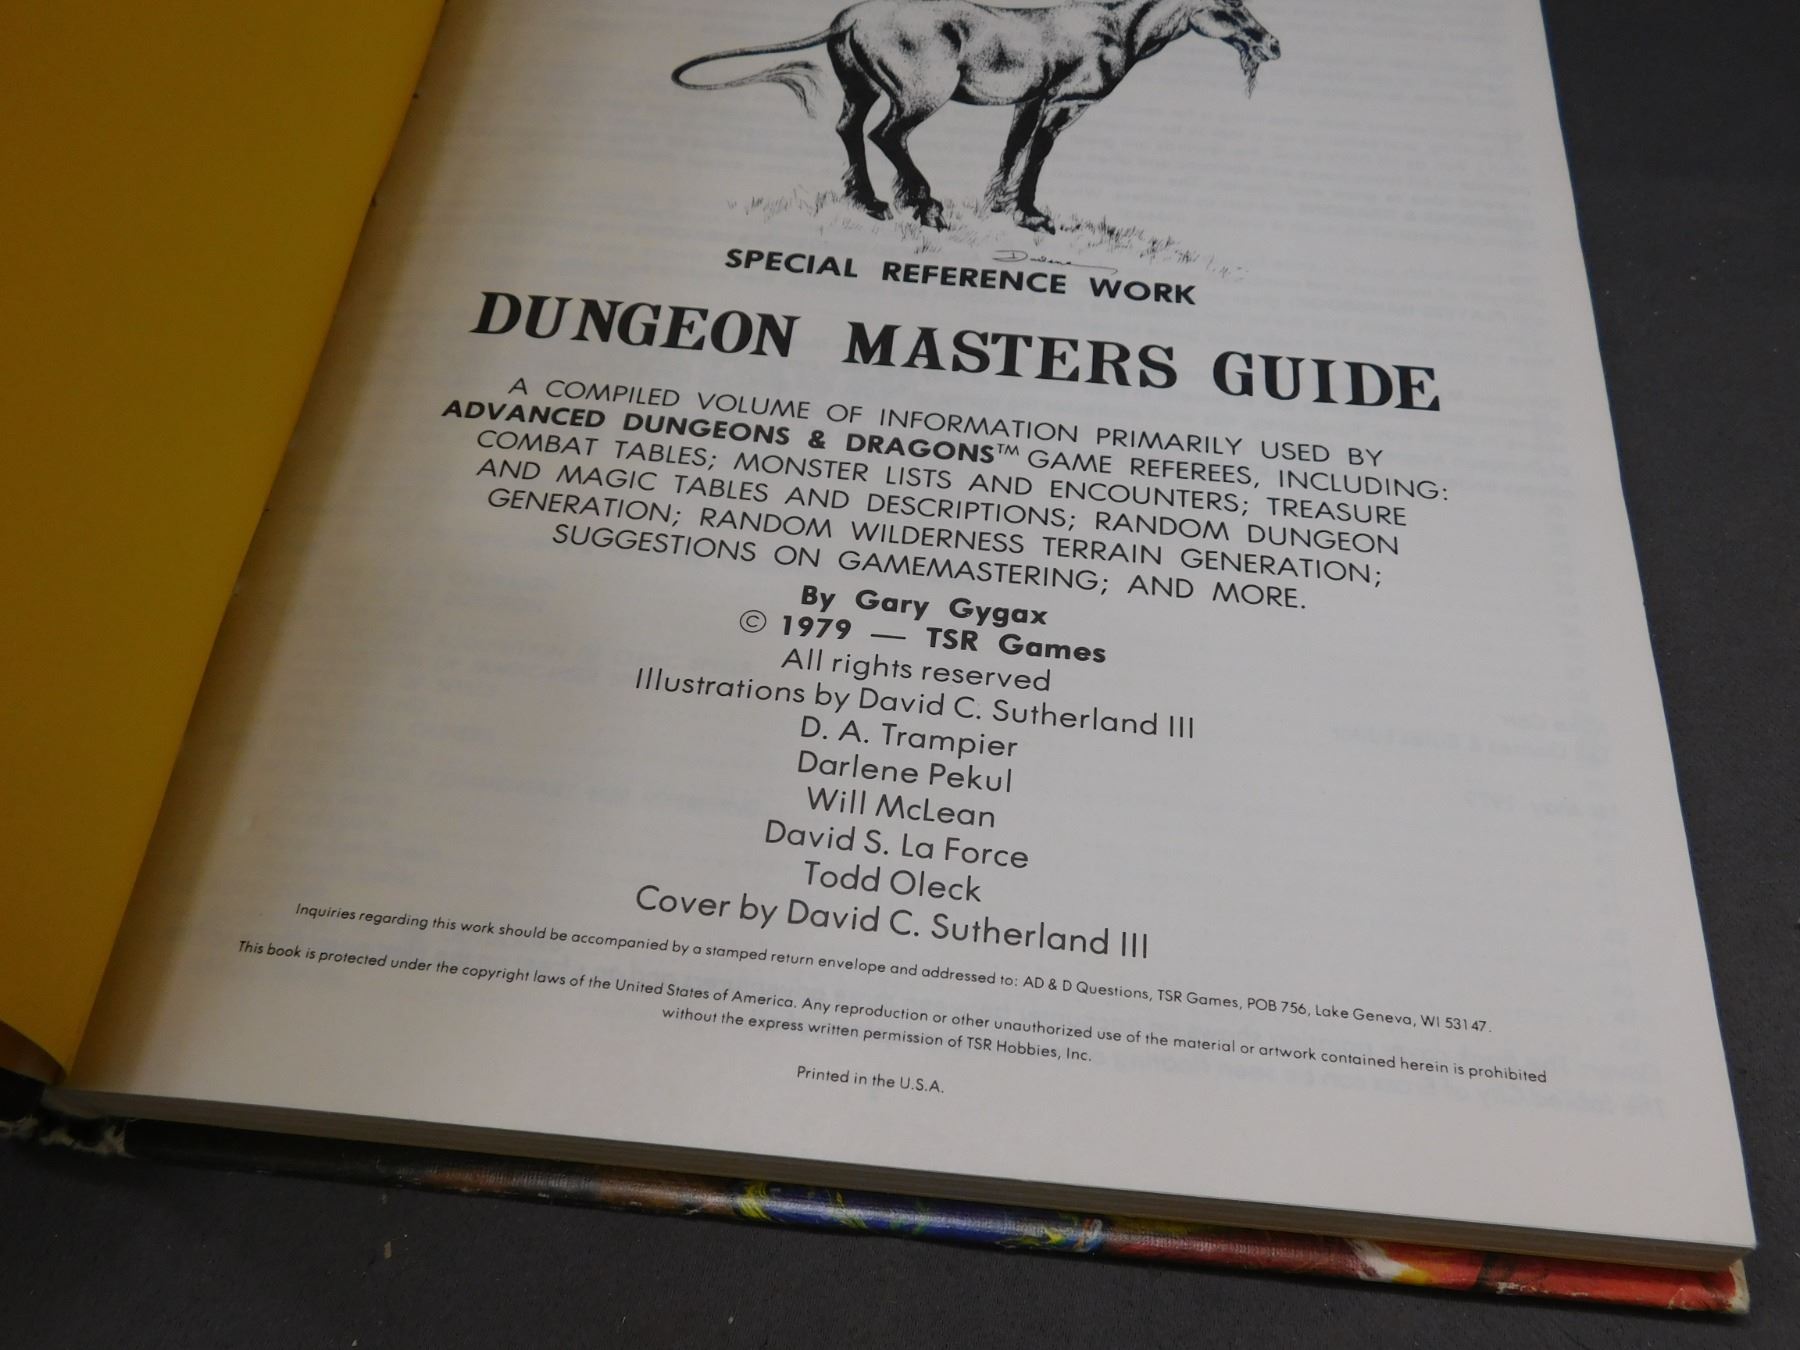 Darlene
SPECIAL REFERENCE WORK
DUNGEON MASTERS GUIDE
A COMPILED VOLUME OF INFORMATION PRIMARILY USED BY
ADVANCED DUNGEONS & DRAGONS™ GAME REFEREES, INCLUDING:
COMBAT TABLES; MONSTER LISTS AND ENCOUNTERS; TREASURE
AND MAGIC TABLES AND DESCRIPTIONS; RANDOM DUNGEON
GENERATION; RANDOM WILDERNESS TERRAIN GENERATION;
SUGGESTIONS ON GAMEMASTERING; AND MORE.
By Gary Gygax
© 1979 — TSR Games
All rights reserved
Illustrations by David C. Sutherland III
D. A. Trampier
Darlene Pekul
Will McLean
David S. La Force
Todd Oleck
Cover by David C. Sutherland III
Inquiries regarding this work should be accompanied by a stamped return envelope and addressed to: AD & D Questions, TSR Games, POB 756, Lake Geneva, WI 53147.
This book is protected under the copyright laws of the United States of America. Any reproduction or other unauthorized use of the material or artwork contained herein is prohibited
without the express written permission of TSR Hobbies, Inc.
Printed in the U.S.A.